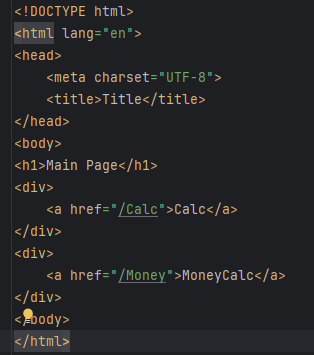 <!DOCTYPE html>
<html lang="en">
<head>
    <meta charset="UTF-8">
    <title>Title</title>
</head>
<body>
<h1>Main Page</h1>
<div>
    <a href="/Calc">Calc</a>
</div>
<div>
    <a href="/Money">MoneyCalc</a>
</div>
</body>
</html>